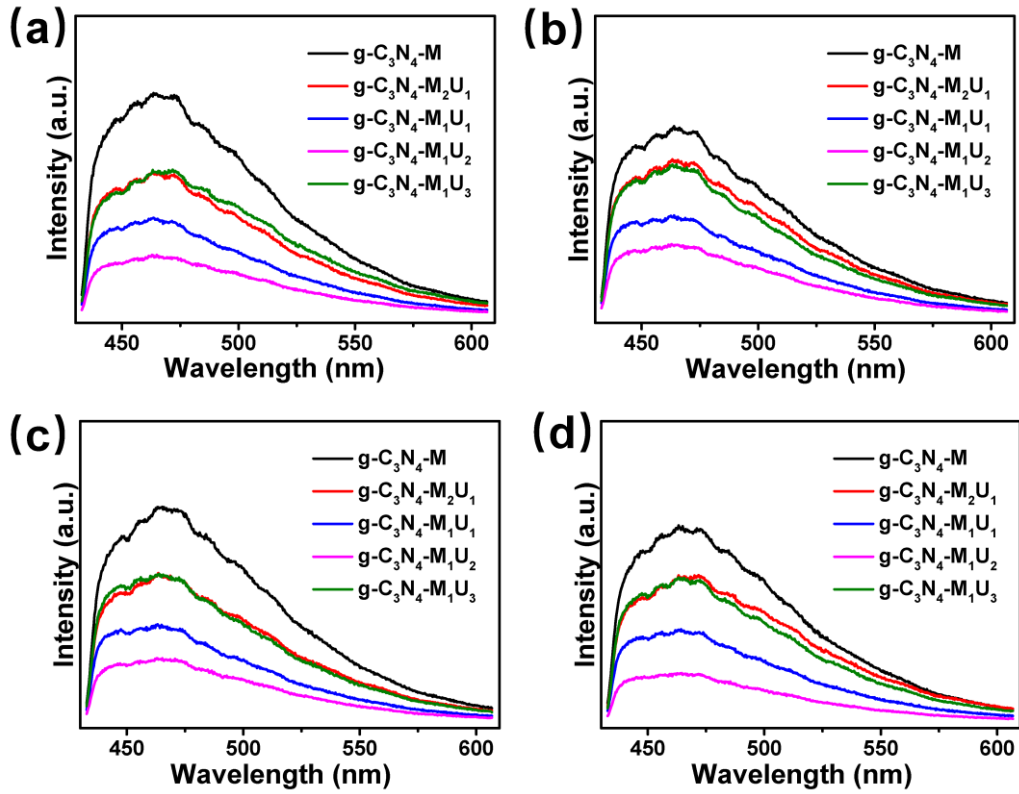 (a)
g-C₃N₄-M
g-C₃N₄-M₂U₁
g-C₃N₄-M₁U₁
g-C₃N₄-M₁U₂
g-C₃N₄-M₁U₃
Intensity (a.u.)
450 500 550 600
Wavelength (nm)
(b)
g-C₃N₄-M
g-C₃N₄-M₂U₁
g-C₃N₄-M₁U₁
g-C₃N₄-M₁U₂
g-C₃N₄-M₁U₃
Intensity (a.u.)
450 500 550 600
Wavelength (nm)
(c)
g-C₃N₄-M
g-C₃N₄-M₂U₁
g-C₃N₄-M₁U₁
g-C₃N₄-M₁U₂
g-C₃N₄-M₁U₃
Intensity (a.u.)
450 500 550 600
Wavelength (nm)
(d)
g-C₃N₄-M
g-C₃N₄-M₂U₁
g-C₃N₄-M₁U₁
g-C₃N₄-M₁U₂
g-C₃N₄-M₁U₃
Intensity (a.u.)
450 500 550 600
Wavelength (nm)